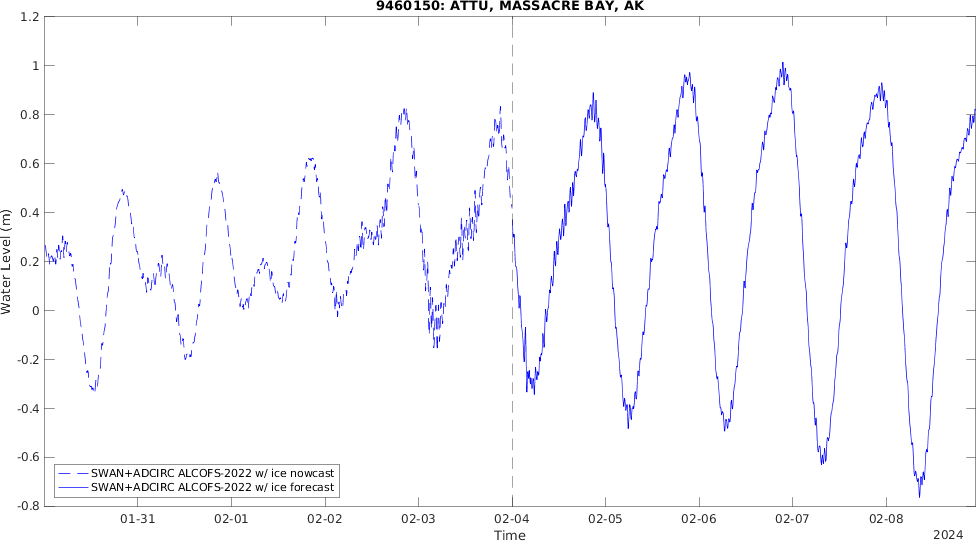 9460150: ATTU, MASSACRE BAY, AK
1.2
1
0.8
0.6
0.4
0.2
0
-0.2
-0.4
-0.6
-0.8
Water Level (m)
SWAN+ADCIRC ALCOFS-2022 w/ ice nowcast
SWAN+ADCIRC ALCOFS-2022 w/ ice forecast
01-31 02-01 02-02 02-03 02-04 02-05 02-06 02-07 02-08
Time
2024